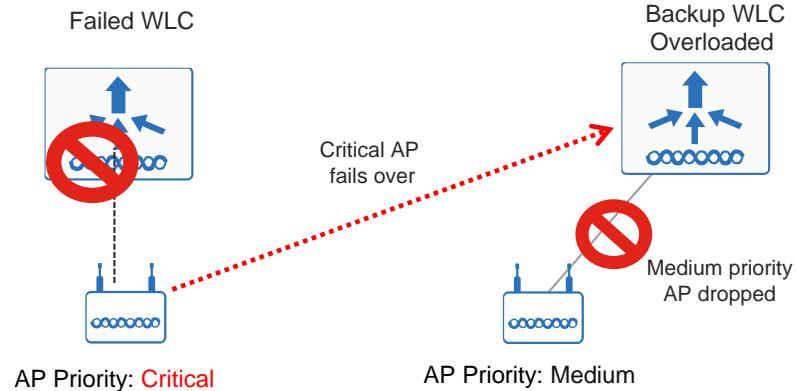 Failed WLC
Backup WLC
Overloaded
Critical AP
fails over
Medium priority
AP dropped
AP Priority: Critical
AP Priority: Medium